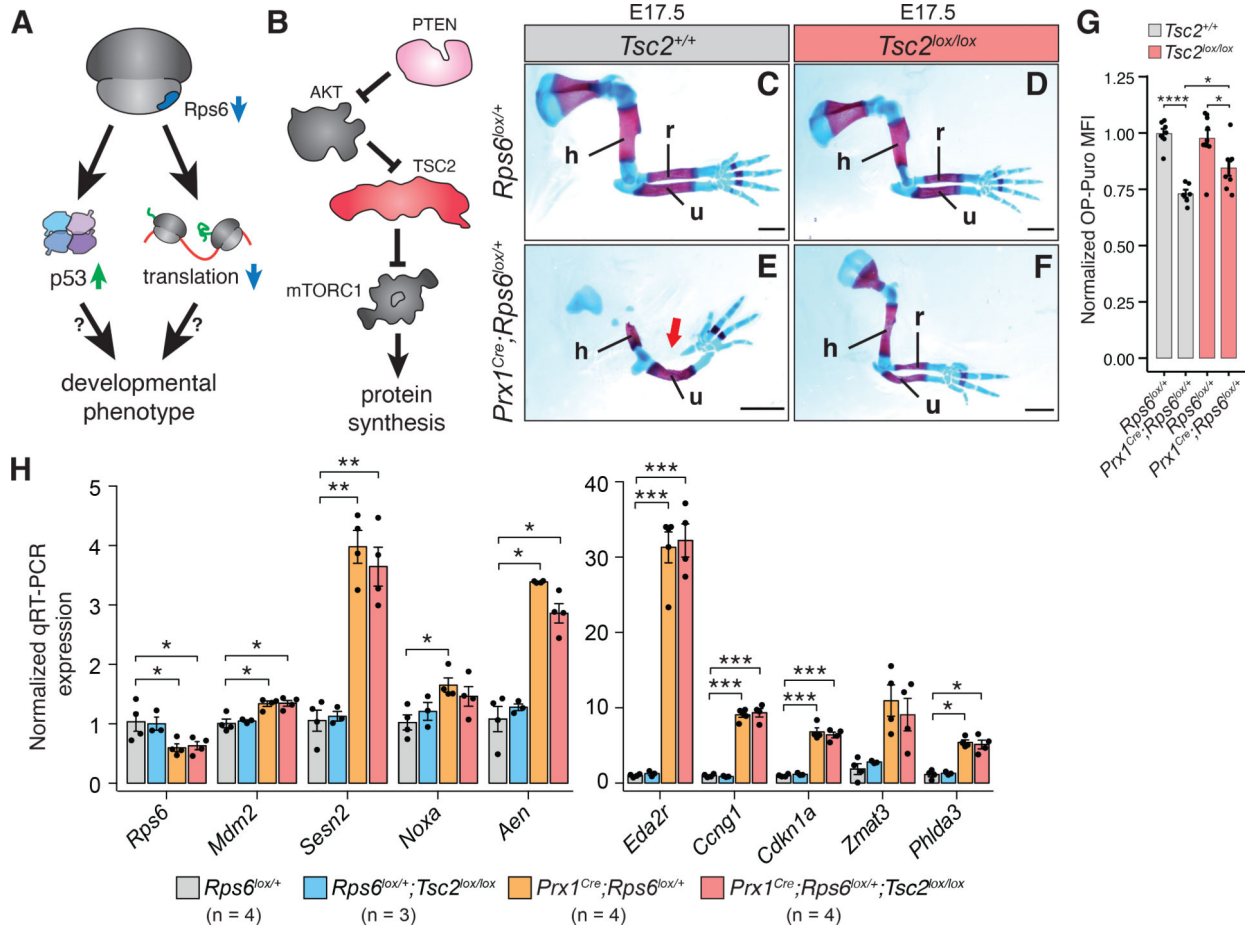 A
Rps6
p53
translation
?
?
developmental
phenotype
B
PTEN
AKT
TSC2
mTORC1
protein
synthesis
E17.5
E17.5
Tsc2+/+
Tsc2lox/lox
Rps6lox/+
Prx1Cre;Rps6lox/+
C
h
r
u
D
h
r
u
E
h
u
F
h
r
u
G
Tsc2+/+
Tsc2lox/lox
Normalized OP-Puro MFI
1.00
0.75
0.50
0.25
0.00
*
**** *
Rps6lox/+
Prx1Cre;Rps6lox/+
Rps6lox/+
Prx1Cre;Rps6lox/+
H
Normalized qRT-PCR
expression
5
4
3
2
1
0
*
*
*
*
**
**
*
*
*
Rps6
Mdm2
Sesn2
Noxa
Aen
40
30
20
10
0
***
***
***
***
***
***
*
*
Eda2r
Ccng1
Cdkn1a
Zmat3
Phlda3
Rps6lox/+
(n = 4)
Rps6lox/+;Tsc2lox/lox
(n = 3)
Prx1Cre;Rps6lox/+
(n = 4)
Prx1Cre;Rps6lox/+;Tsc2lox/lox
(n = 4)